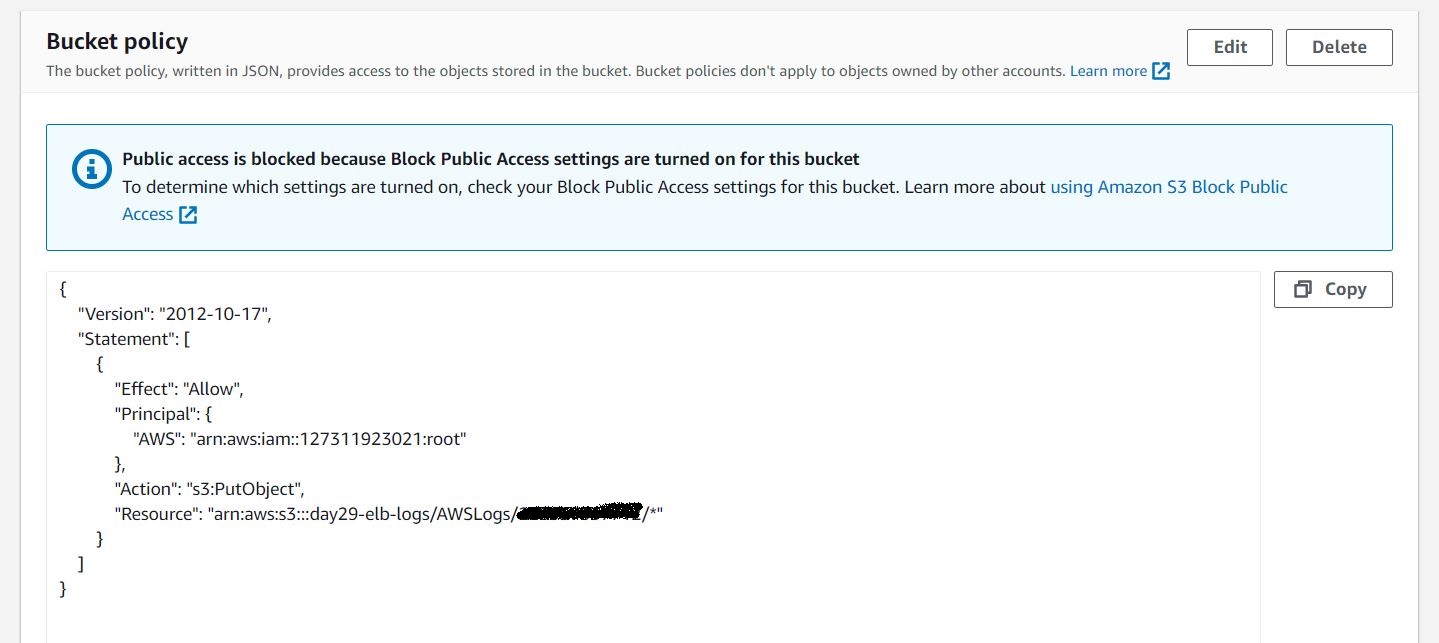 Bucket policy
Edit
Delete
The bucket policy, written in JSON, provides access to the objects stored in the bucket. Bucket policies don't apply to objects owned by other accounts. Learn more
Public access is blocked because Block Public Access settings are turned on for this bucket
To determine which settings are turned on, check your Block Public Access settings for this bucket. Learn more about using Amazon S3 Block Public
Access
Copy
{
"Version": "2012-10-17",
"Statement": [
{
"Effect": "Allow",
"Principal": {
"AWS": "arn:aws:iam::127311923021:root"
},
"Action": "s3:PutObject",
"Resource": "arn:aws:s3:::day29-elb-logs/AWSLogs/ /*"
}
]
}